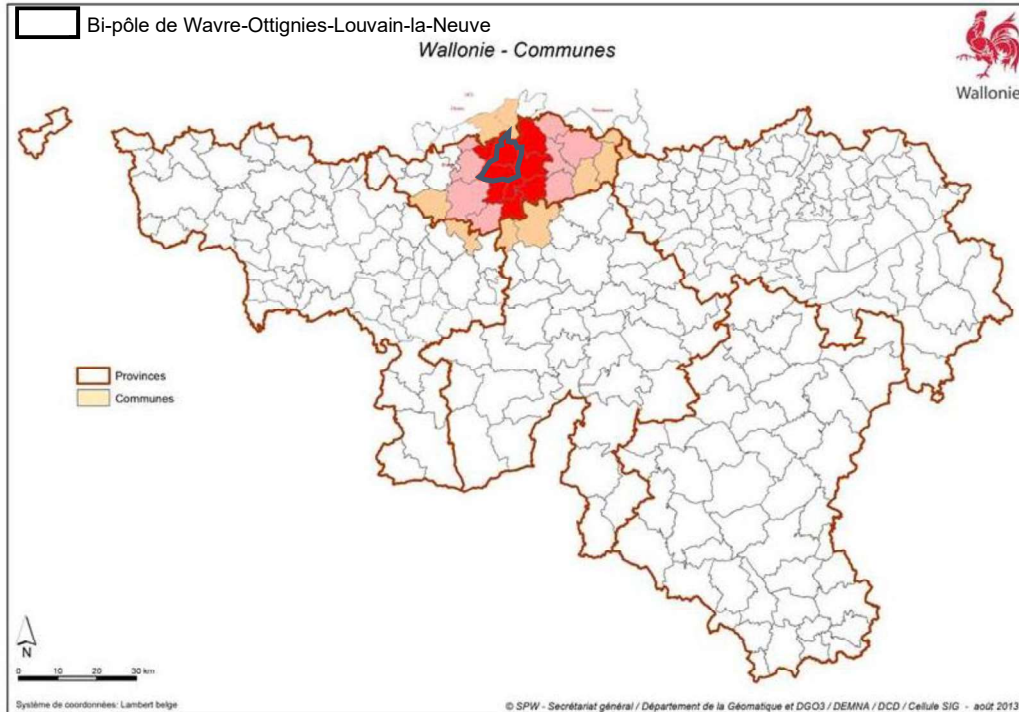 Bi-pôle de Wavre-Ottignies-Louvain-la-Neuve
Wallonie - Communes
Wallonie
Provinces
Communes
N
0 10 20 30 km
Système de coordonnées: Lambert belge
© SPW - Secrétariat général / Département de la Géomatique et DGO3 / DEMNA / DCD / Cellule SIG - août 2013